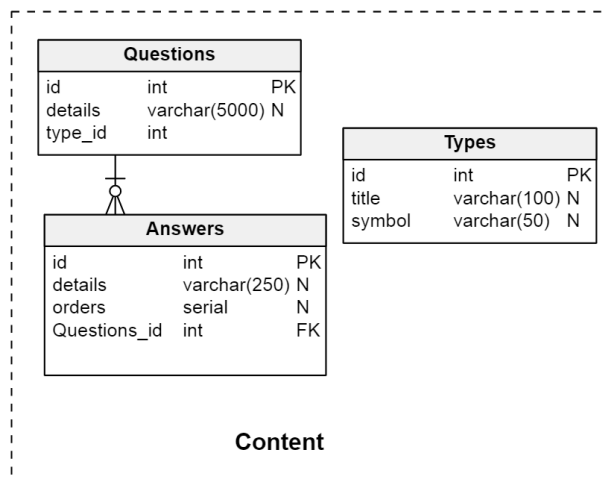 Questions
id int PK
details varchar(5000) N
type_id int
Types
id int PK
title varchar(100) N
symbol varchar(50) N
Answers
id int PK
details varchar(250) N
orders serial N
Questions_id int FK
Content